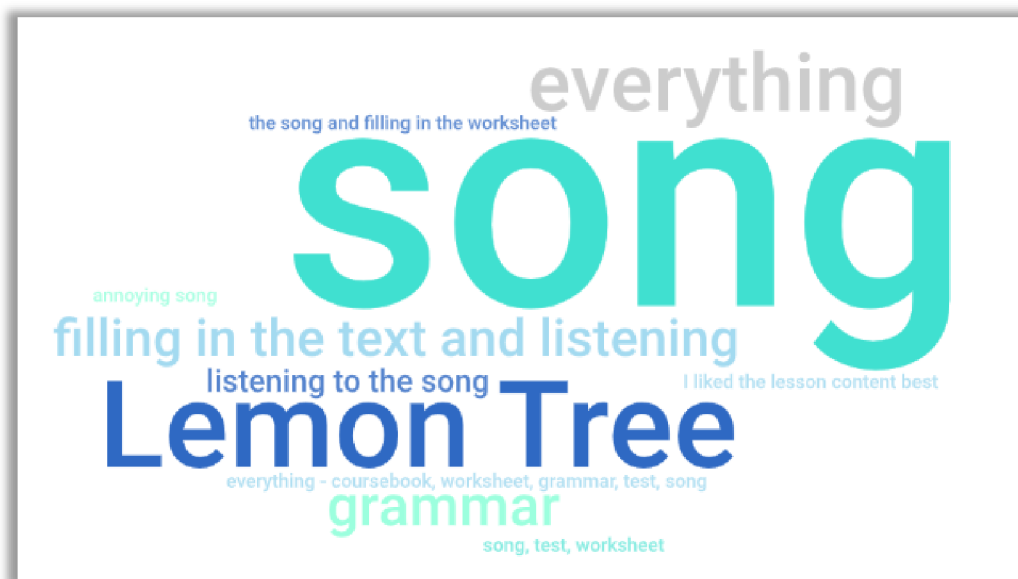 everything
the song and filling in the worksheet
song
annoying song
filling in the text and listening
listening to the song
I liked the lesson content best
Lemon Tree
everything - coursebook, worksheet, grammar, test, song
grammar
song, test, worksheet